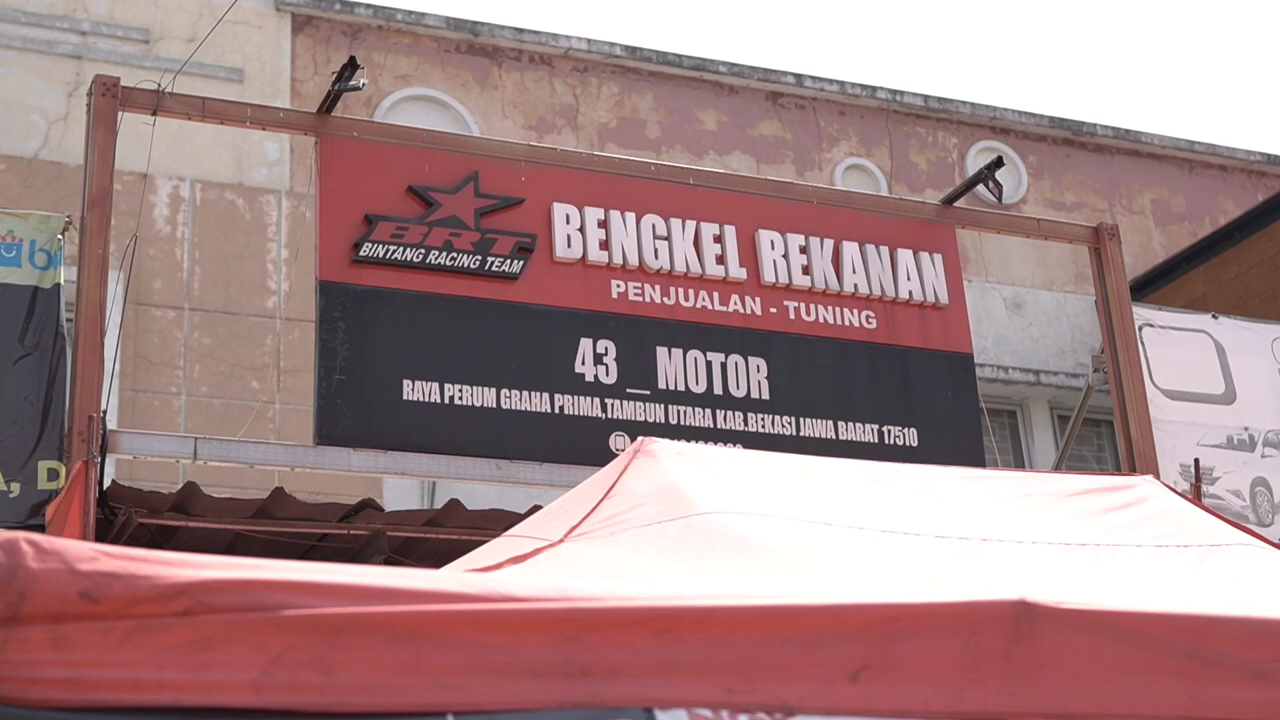 BRT
BINTANG RACING TEAM
BENGKEL REKANAN
PENJUALAN - TUNING
43 _ MOTOR
RAYA PERUM GRAHA PRIMA,TAMBUN UTARA KAB.BEKASI JAWA BARAT 17510